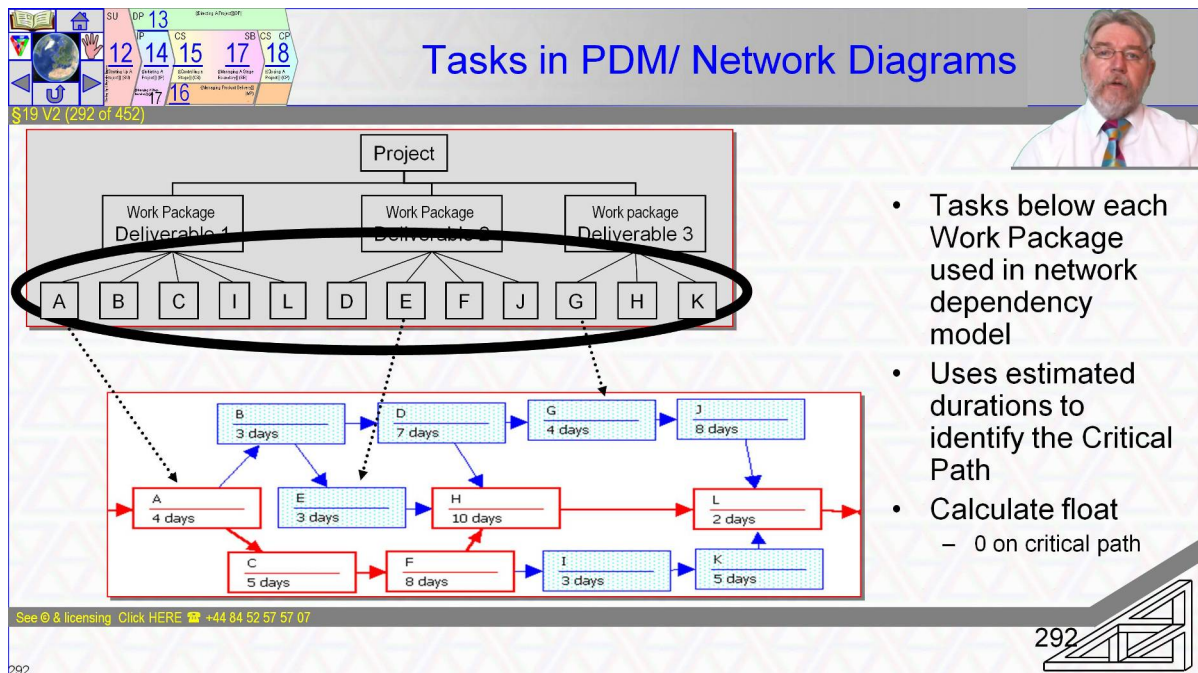 SU
DP 13
IP
CS
SB
CS CP
12
14
15
17
18
17
16
Tasks in PDM/ Network Diagrams
§19 V2 (292 of 452)
Project
Work Package
Deliverable 1
Work Package
Deliverable 2
Work package
Deliverable 3
A
B
C
I
L
D
E
F
J
G
H
K
B
3 days
D
7 days
G
4 days
J
8 days
A
4 days
E
3 days
H
10 days
L
2 days
C
5 days
F
8 days
I
3 days
K
5 days
• Tasks below each
Work Package
used in network
dependency
model
• Uses estimated
durations to
identify the Critical
Path
• Calculate float
– 0 on critical path
See © & licensing Click HERE ☎ +44 84 52 57 57 07
292
292